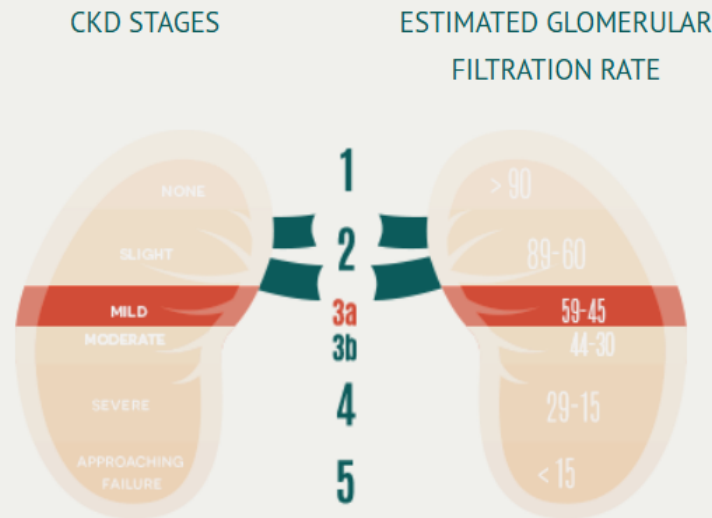 CKD STAGES
ESTIMATED GLOMERULAR
FILTRATION RATE
NONE 1 > 90
SLIGHT 2 89-60
MILD 3a 59-45
MODERATE 3b 44-30
SEVERE 4 29-15
APPROACHING
FAILURE 5 < 15